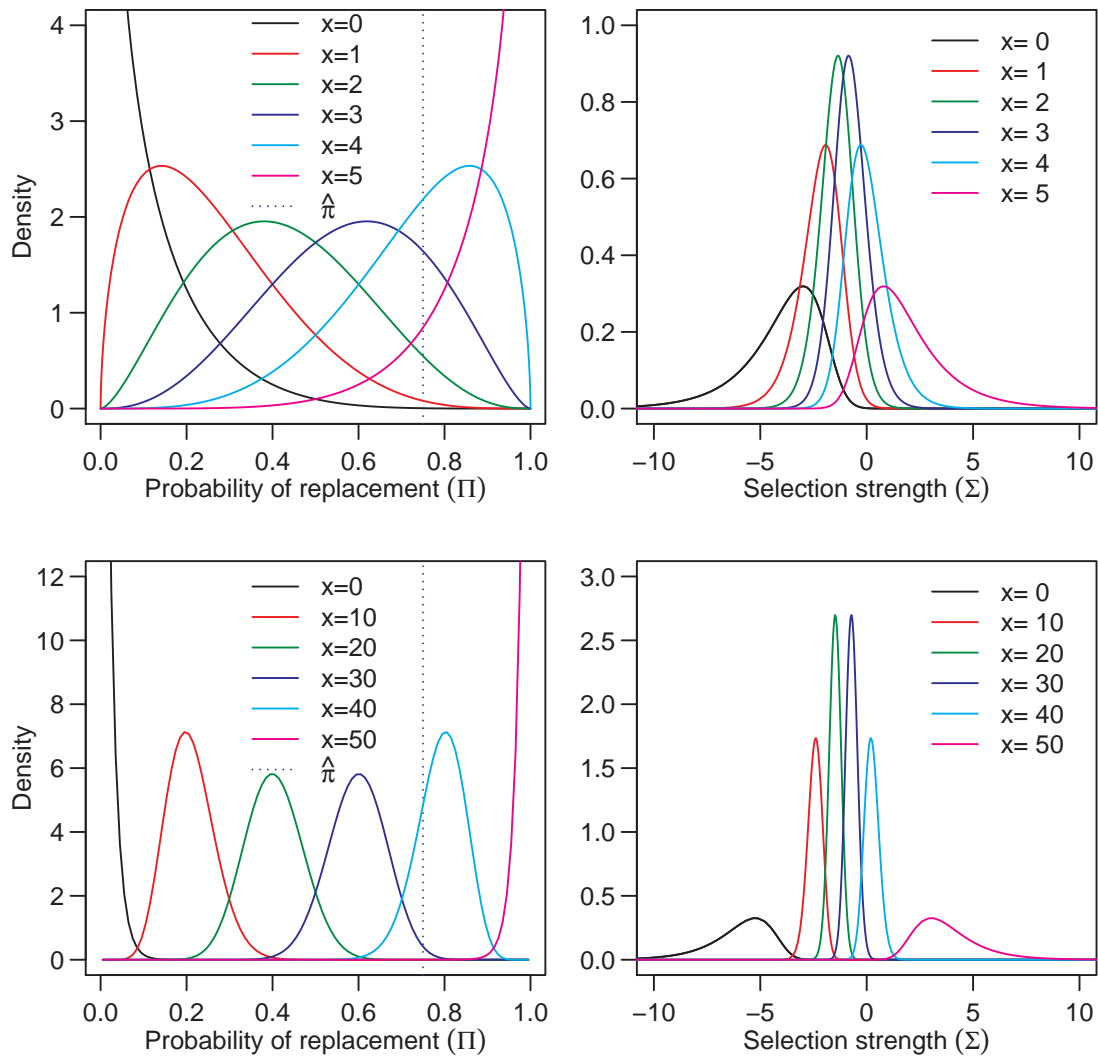 4
3
2
1
0
Density
x=0
x=1
x=2
x=3
x=4
x=5
π̂
0.0 0.2 0.4 0.6 0.8 1.0
Probability of replacement (Π)
1.0
0.8
0.6
0.4
0.2
0.0
x= 0
x= 1
x= 2
x= 3
x= 4
x= 5
−10 −5 0 5 10
Selection strength (Σ)
12
10
8
6
4
2
0
Density
x=0
x=10
x=20
x=30
x=40
x=50
π̂
0.0 0.2 0.4 0.6 0.8 1.0
Probability of replacement (Π)
3.0
2.5
2.0
1.5
1.0
0.5
0.0
x= 0
x= 10
x= 20
x= 30
x= 40
x= 50
−10 −5 0 5 10
Selection strength (Σ)